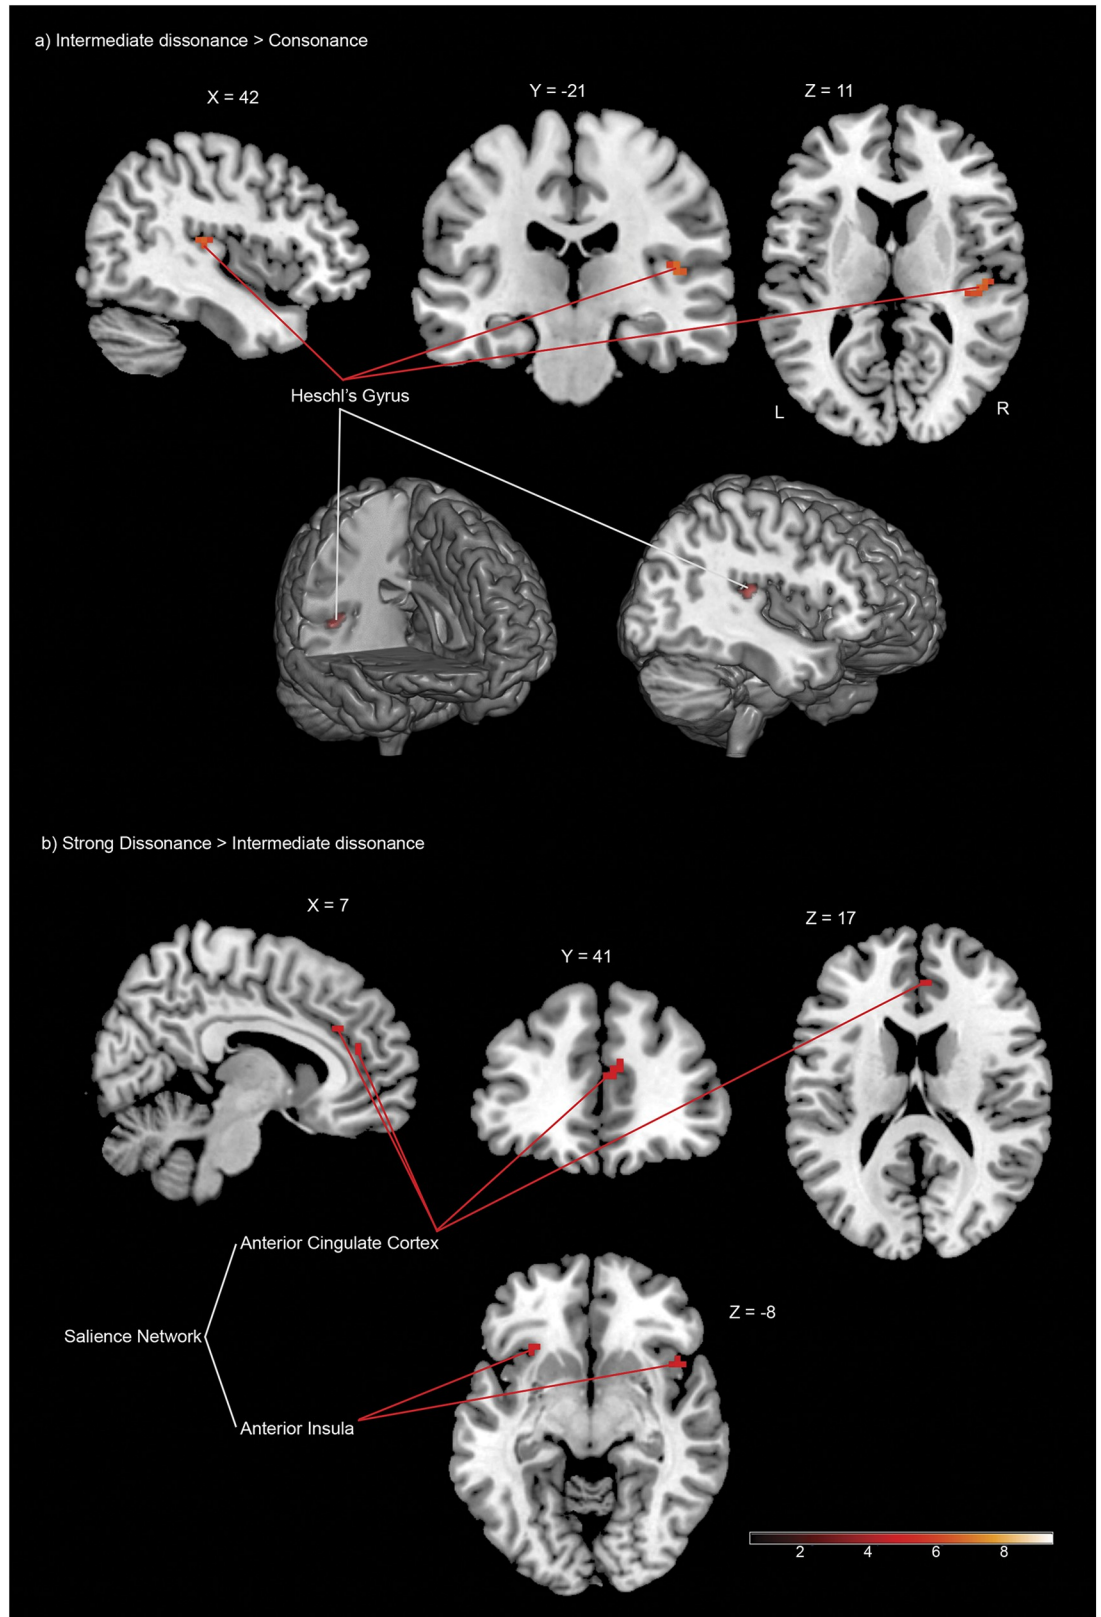 a) Intermediate dissonance > Consonance
X = 42
Y = -21
Z = 11
Heschl's Gyrus
L
R
b) Strong Dissonance > Intermediate dissonance
X = 7
Z = 17
Y = 41
Anterior Cingulate Cortex
Z = -8
Salience Network
Anterior Insula
2 4 6 8